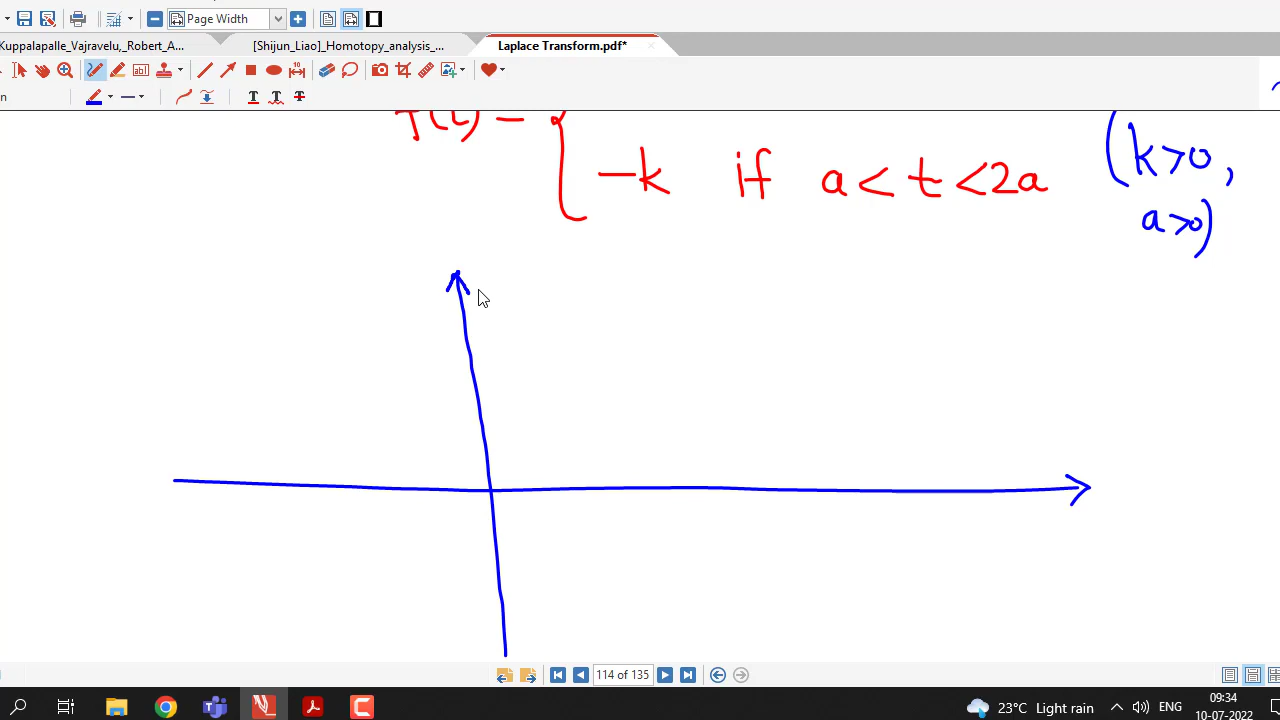 Page Width
Kuppalapalle_Vajravelu,_Robert_A... [Shijun_Liao]_Homotopy_analysis_... Laplace Transform.pdf*
f(t) = {
-k if a < t < 2a
(k>0,
a>0)
114 of 135
23°C Light rain
ENG
09:34
10-07-2022